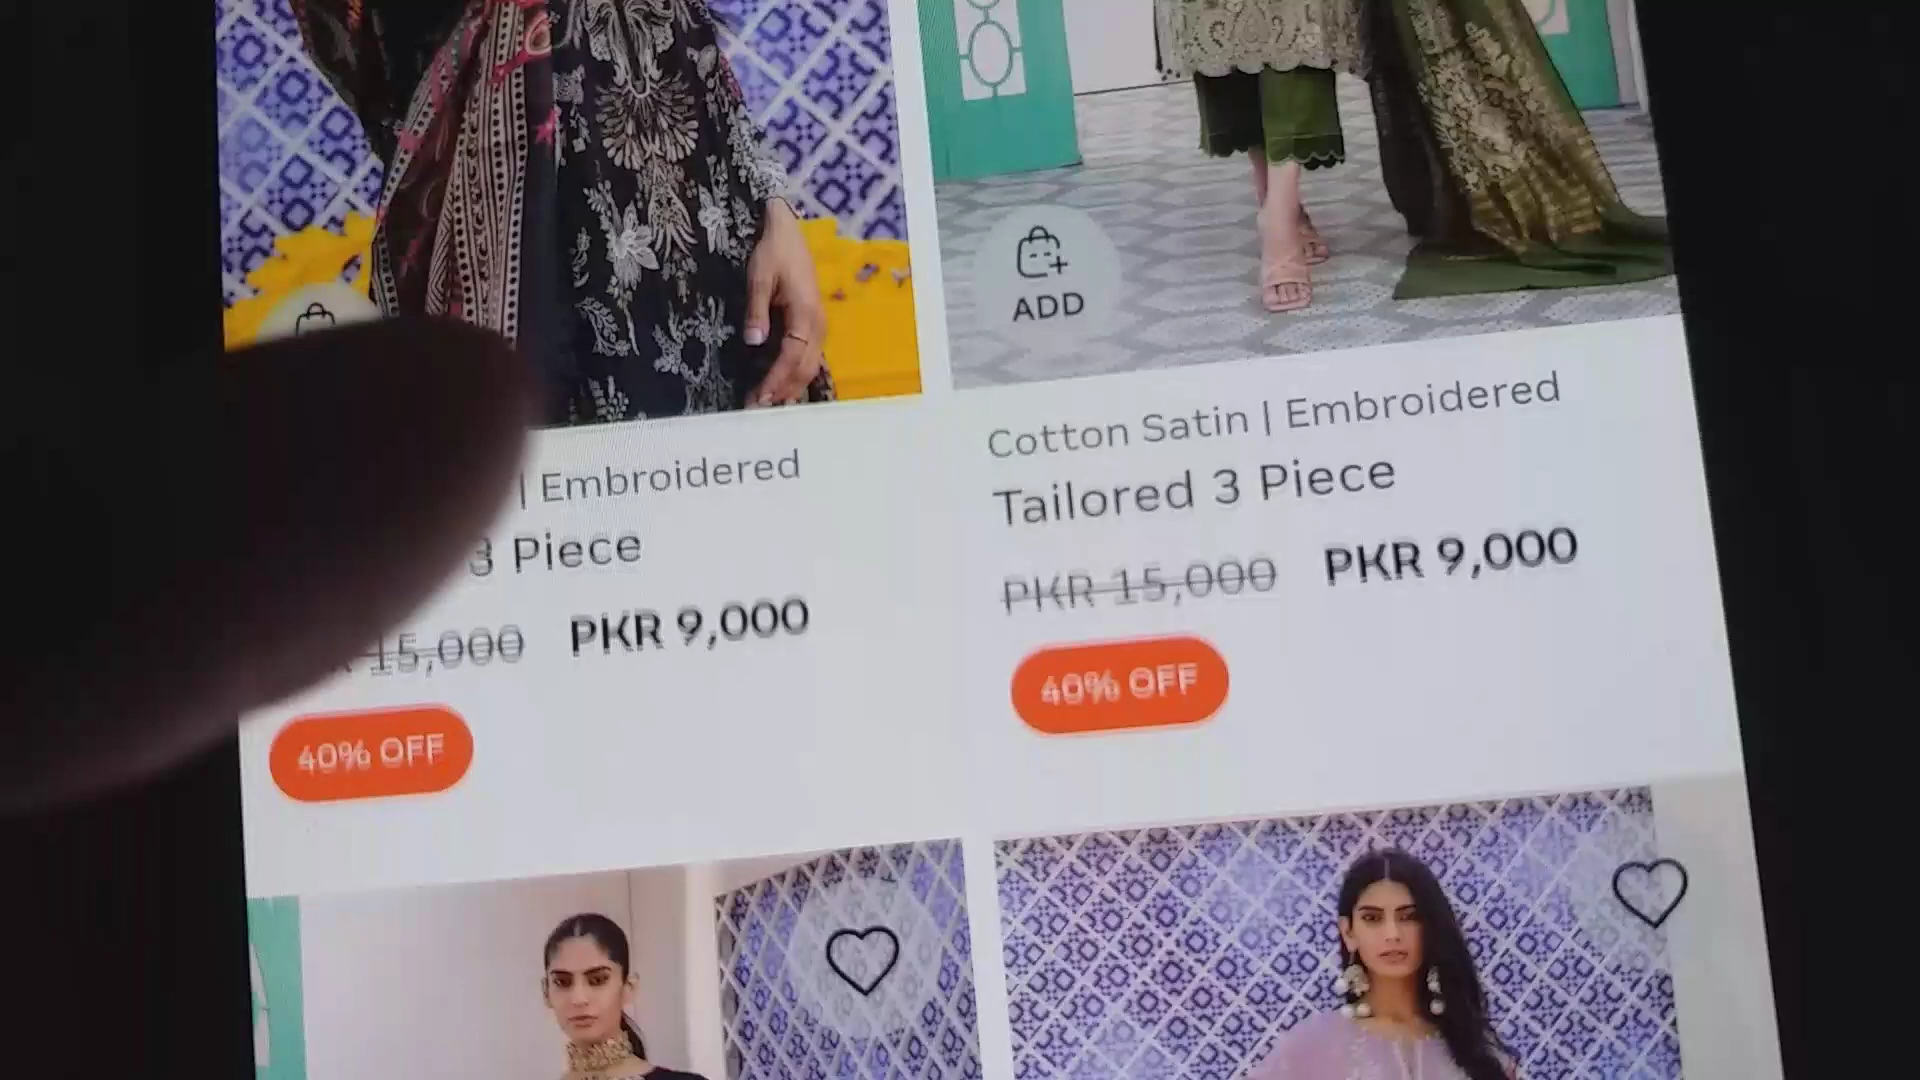 ADD
| Embroidered
3 Piece
15,000 PKR 9,000
40% OFF
Cotton Satin | Embroidered
Tailored 3 Piece
PKR 15,000 PKR 9,000
40% OFF